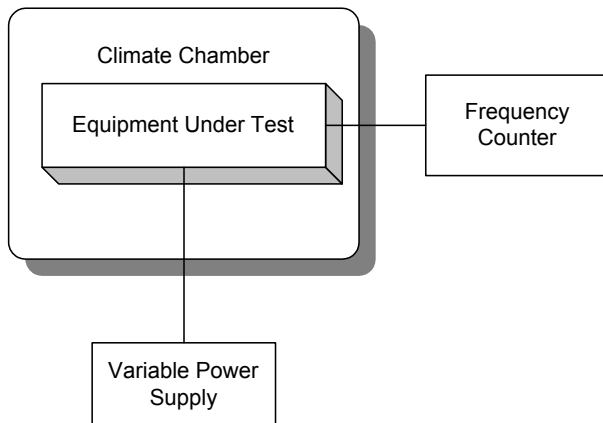 Climate Chamber
Equipment Under Test
Frequency
Counter
Variable Power
Supply